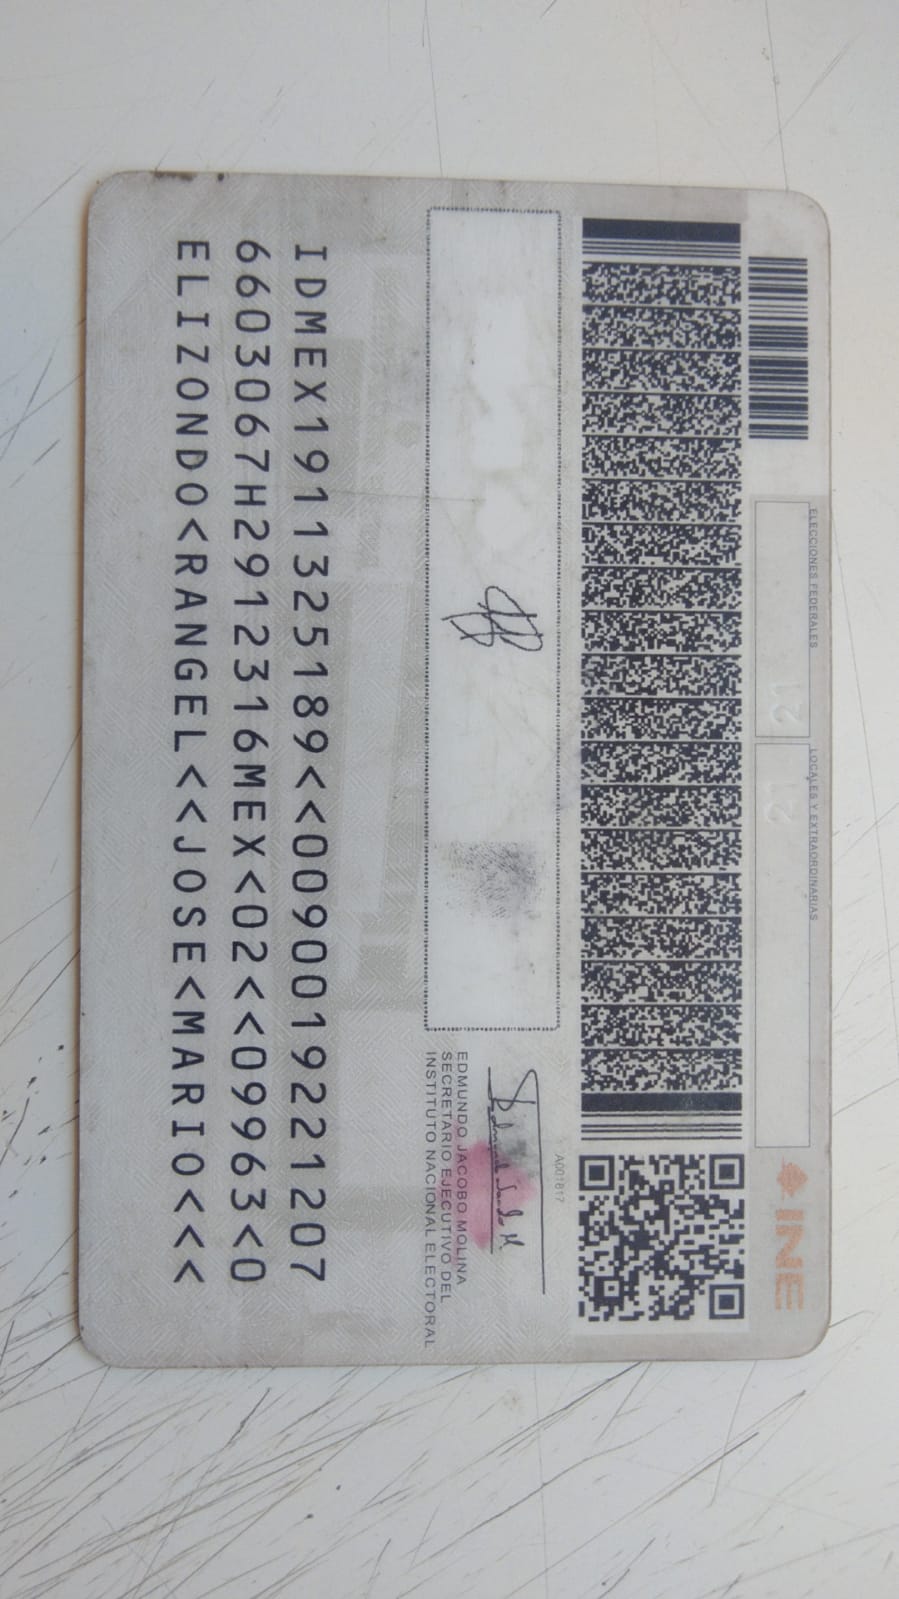 ELECCIONES FEDERALES
LOCALES Y EXTRAORDINARIAS
INE
21
21
A001817
EDMUNDO JACOBO MOLINA
SECRETARIO EJECUTIVO DEL
INSTITUTO NACIONAL ELECTORAL
IDMEX1911325189<<0090019221207
6603067H2912316MEX<02<<09963<0
ELIZONDO<RANGEL<<JOSE<MARIO<<<